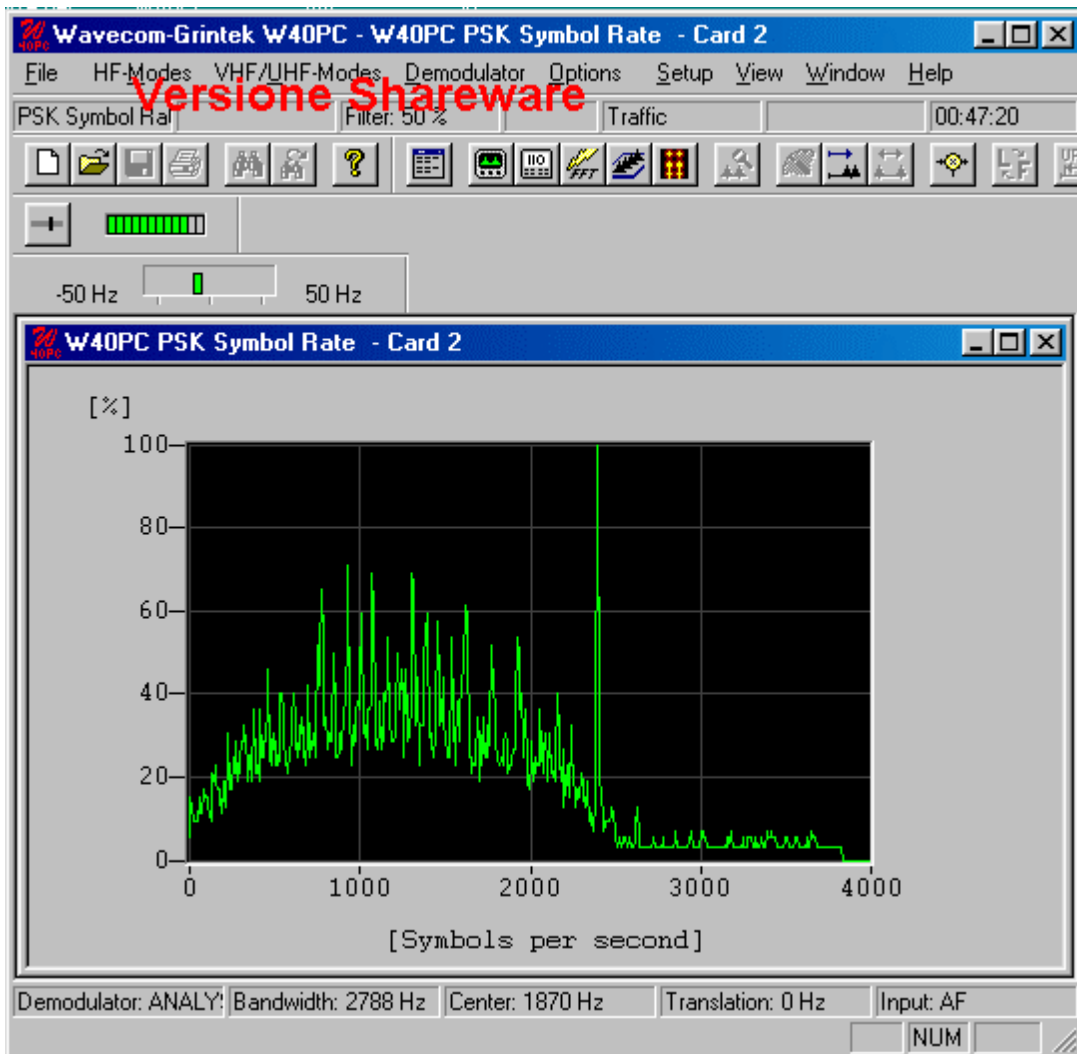 Wavecom-Grintek W40PC - W40PC PSK Symbol Rate - Card 2
File HF-Modes VHF/UHF-Modes Demodulator Options Setup View Window Help
Versione Shareware
PSK Symbol Rat Filter: 50 % Traffic 00:47:20
FFT
-50 Hz 50 Hz
W40PC PSK Symbol Rate - Card 2
[%]
100
80
60
40
20
0
0 1000 2000 3000 4000
[Symbols per second]
Demodulator: ANALY Bandwidth: 2788 Hz Center: 1870 Hz Translation: 0 Hz Input: AF
NUM